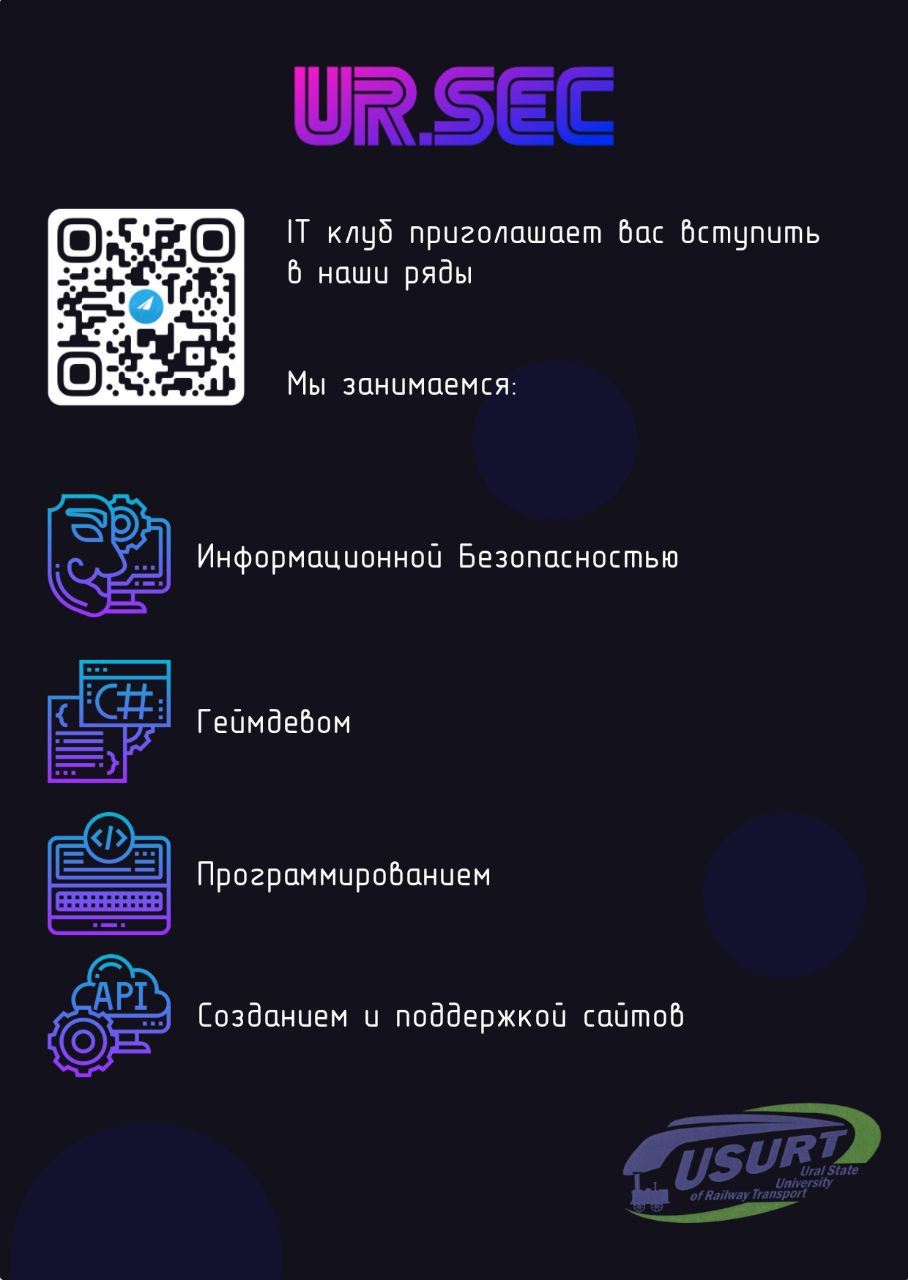 UR.SEC
IT клуб приголашает вас вступить
в наши ряды
Мы занимаемся:
Информационной Безопасностью
C#
{
}
Геймдевом
</>
Программированием
API
Созданием и поддержкой сайтов
USURT
Ural State
University
of Railway Transport